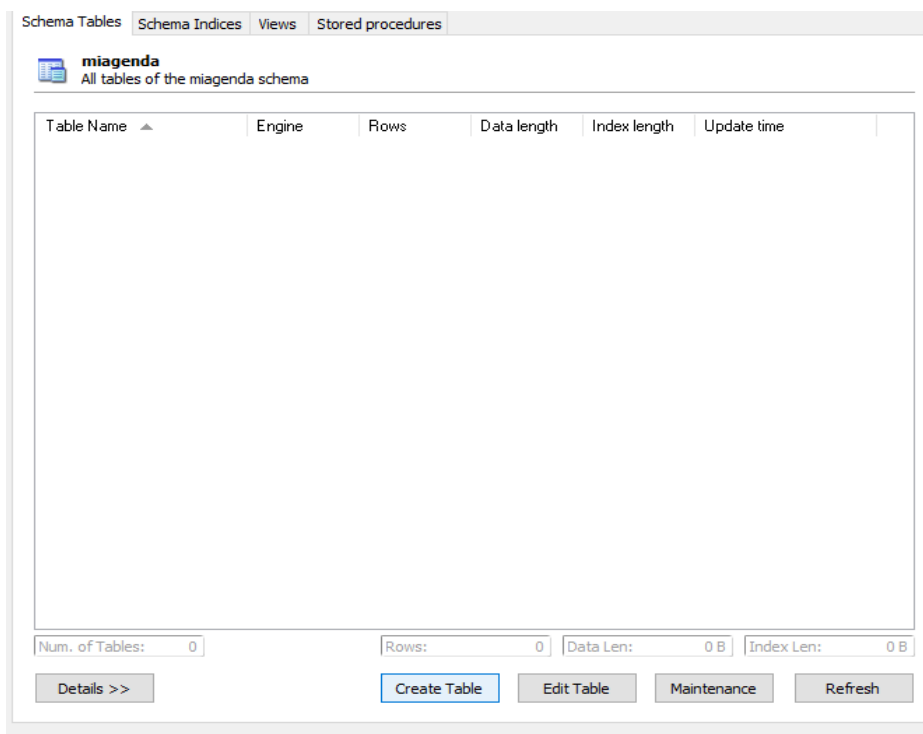 Schema Tables Schema Indices Views Stored procedures
miagenda
All tables of the miagenda schema
Table Name Engine Rows Data length Index length Update time
Num. of Tables: 0 Rows: 0 Data Len: 0 B Index Len: 0 B
Details >> Create Table Edit Table Maintenance Refresh